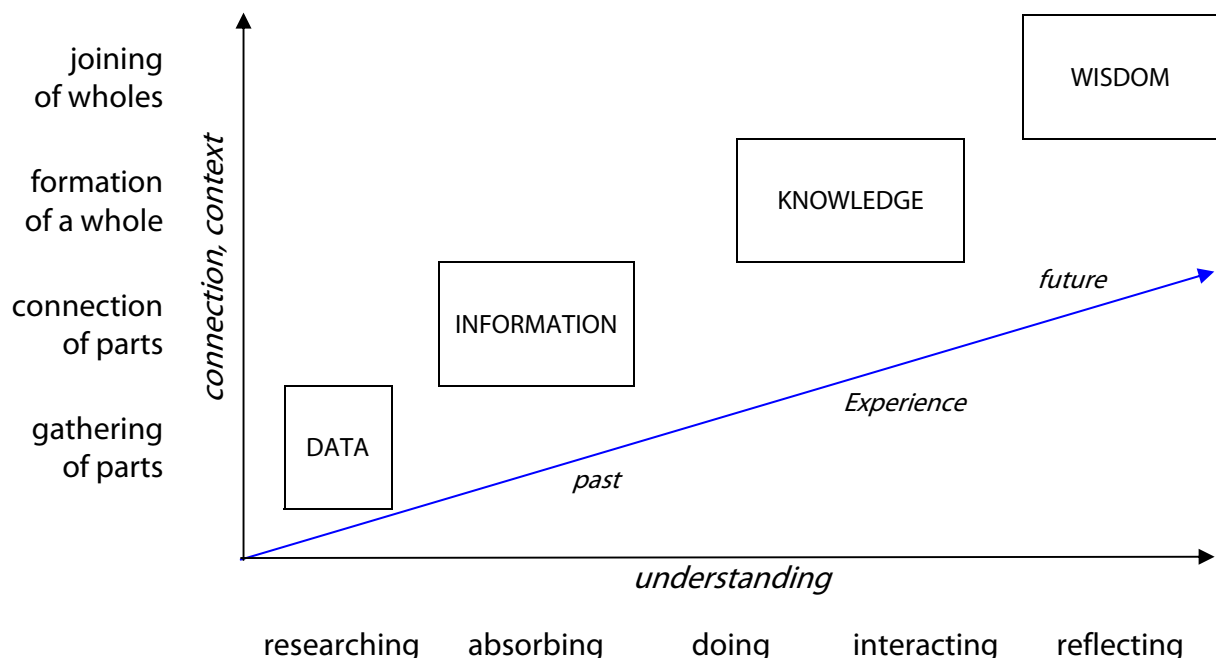 joining
of wholes
WISDOM
formation
of a whole
KNOWLEDGE
connection, context
future
connection
of parts
INFORMATION
Experience
gathering
of parts
DATA
past
understanding
researching absorbing doing interacting reflecting